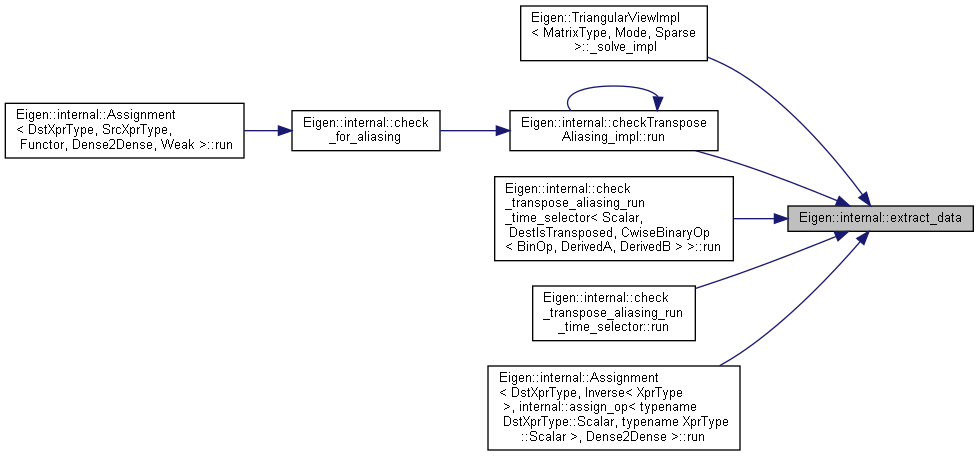 Eigen::TriangularViewImpl
< MatrixType, Mode, Sparse
>::_solve_impl
Eigen::internal::Assignment
< DstXprType, SrcXprType,
Functor, Dense2Dense, Weak >::run
Eigen::internal::check
_for_aliasing
Eigen::internal::checkTranspose
Aliasing_impl::run
Eigen::internal::check
_transpose_aliasing_run
_time_selector< Scalar,
DestIsTransposed, CwiseBinaryOp
< BinOp, DerivedA, DerivedB > >::run
Eigen::internal::extract_data
Eigen::internal::check
_transpose_aliasing_run
_time_selector::run
Eigen::internal::Assignment
< DstXprType, Inverse< XprType
>, internal::assign_op< typename
DstXprType::Scalar, typename XprType
::Scalar >, Dense2Dense >::run